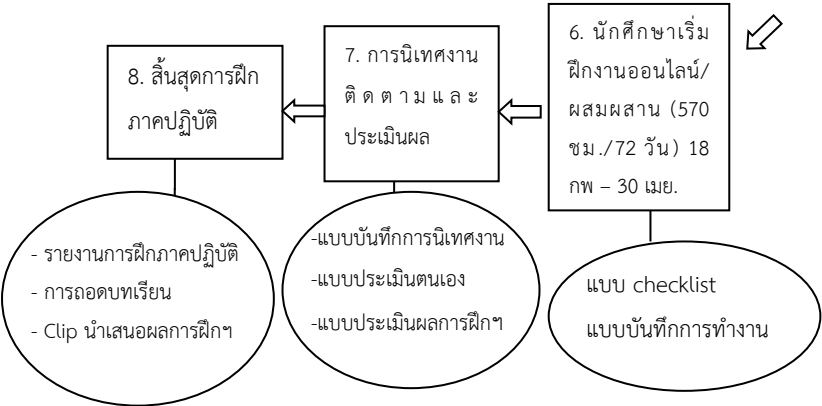 6. นักศึกษาเริ่ม
ฝึกงานออนไลน์/
ผสมผสาน (570
ชม./72 วัน) 18
กพ – 30 เมย.
7. การนิเทศงาน
ติดตามและ
ประเมินผล
8. สิ้นสุดการฝึก
ภาคปฏิบัติ
แบบ checklist
แบบบันทึกการทำงาน
-แบบบันทึกการนิเทศงาน
-แบบประเมินตนเอง
-แบบประเมินผลการฝึกฯ
- รายงานการฝึกภาคปฏิบัติ
- การถอดบทเรียน
- Clip นำเสนอผลการฝึกฯ